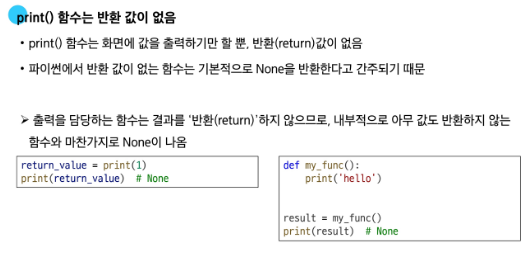 print() 함수는 반환 값이 없음
• print() 함수는 화면에 값을 출력하기만 할 뿐, 반환(return)값이 없음
• 파이썬에서 반환 값이 없는 함수는 기본적으로 None을 반환한다고 간주되기 때문
➢ 출력을 담당하는 함수는 결과를 '반환(return)'하지 않으므로, 내부적으로 아무 값도 반환하지 않는
함수와 마찬가지로 None이 나옴
return_value = print(1)
print(return_value)  # None
def my_func():
    print('hello')
result = my_func()
print(result)  # None